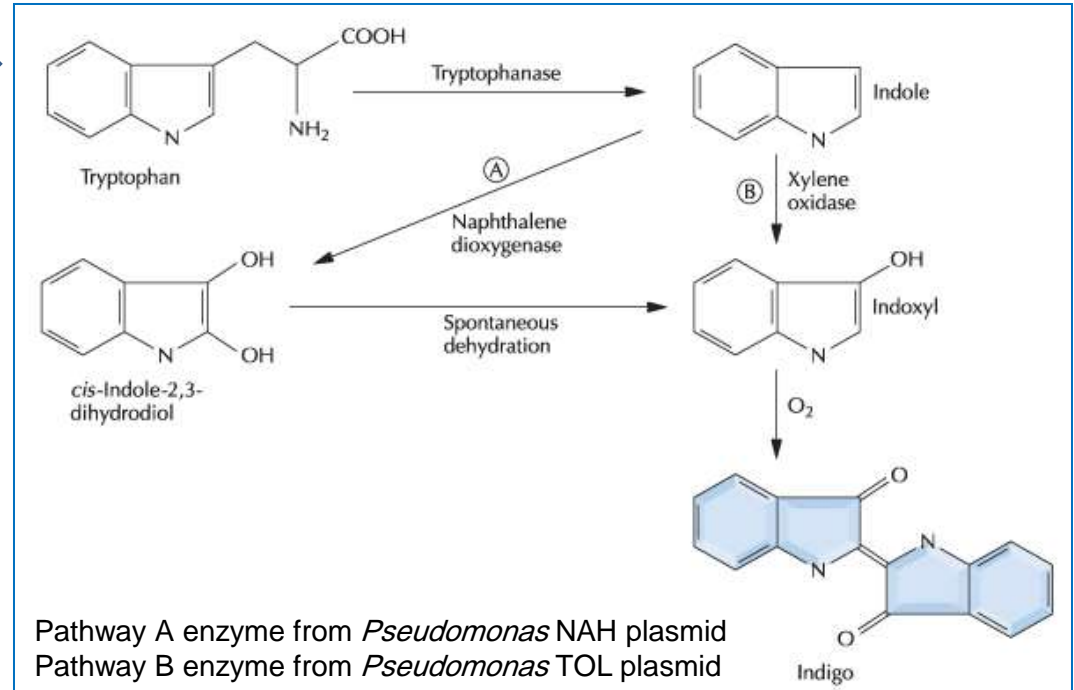 COOH
Tryptophanase
Indole
N
NH₂
N
Tryptophan
Ⓐ
Ⓑ
Xylene
oxidase
Naphthalene
dioxygenase
OH
OH
Indoxyl
N
OH
Spontaneous
dehydration
N
cis-Indole-2,3-
dihydrodiol
O₂
O
N
N
O
Indigo
Pathway A enzyme from Pseudomonas NAH plasmid
Pathway B enzyme from Pseudomonas TOL plasmid